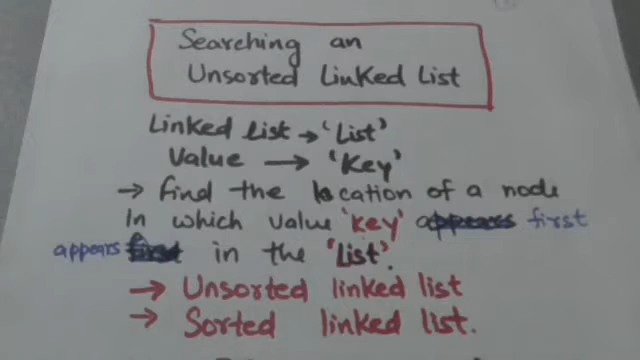 Searching an
Unsorted Linked List
Linked list → 'List'
Value → 'Key'
→ Find the location of a node
in which value 'key' first
appears in the 'List'.
→ Unsorted linked list
→ Sorted linked list.